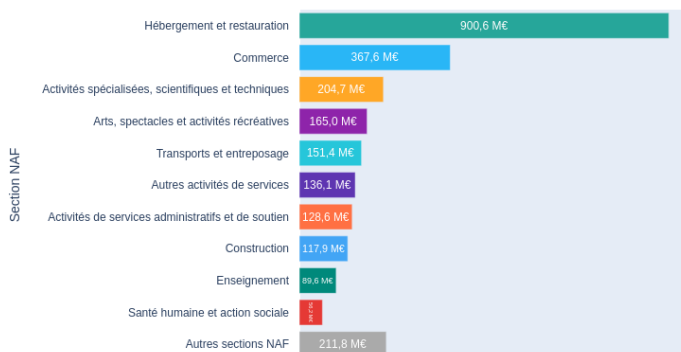 Section NAF
Hébergement et restauration 900,6 M€
Commerce 367,6 M€
Activités spécialisées, scientifiques et techniques 204,7 M€
Arts, spectacles et activités récréatives 165,0 M€
Transports et entreposage 151,4 M€
Autres activités de services 136,1 M€
Activités de services administratifs et de soutien 128,6 M€
Construction 117,9 M€
Enseignement 89,6 M€
Santé humaine et action sociale
Autres sections NAF 211,8 M€